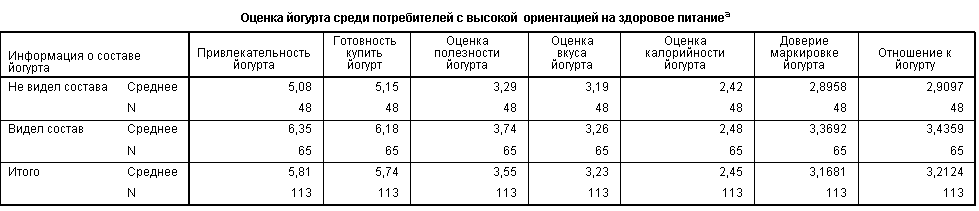 Оценка йогурта среди потребителей с высокой ориентацией на здоровое питаниеª
Информация о составе йогурта Привлекательность йогурта Готовность купить йогурт Оценка полезности йогурта Оценка вкуса йогурта Оценка калорийности йогурта Доверие маркировке йогурта Отношение к йогурту
Не видел состава Среднее 5,08 5,15 3,29 3,19 2,42 2,8958 2,9097
N 48 48 48 48 48 48 48
Видел состав Среднее 6,35 6,18 3,74 3,26 2,48 3,3692 3,4359
N 65 65 65 65 65 65 65
Итого Среднее 5,81 5,74 3,55 3,23 2,45 3,1681 3,2124
N 113 113 113 113 113 113 113